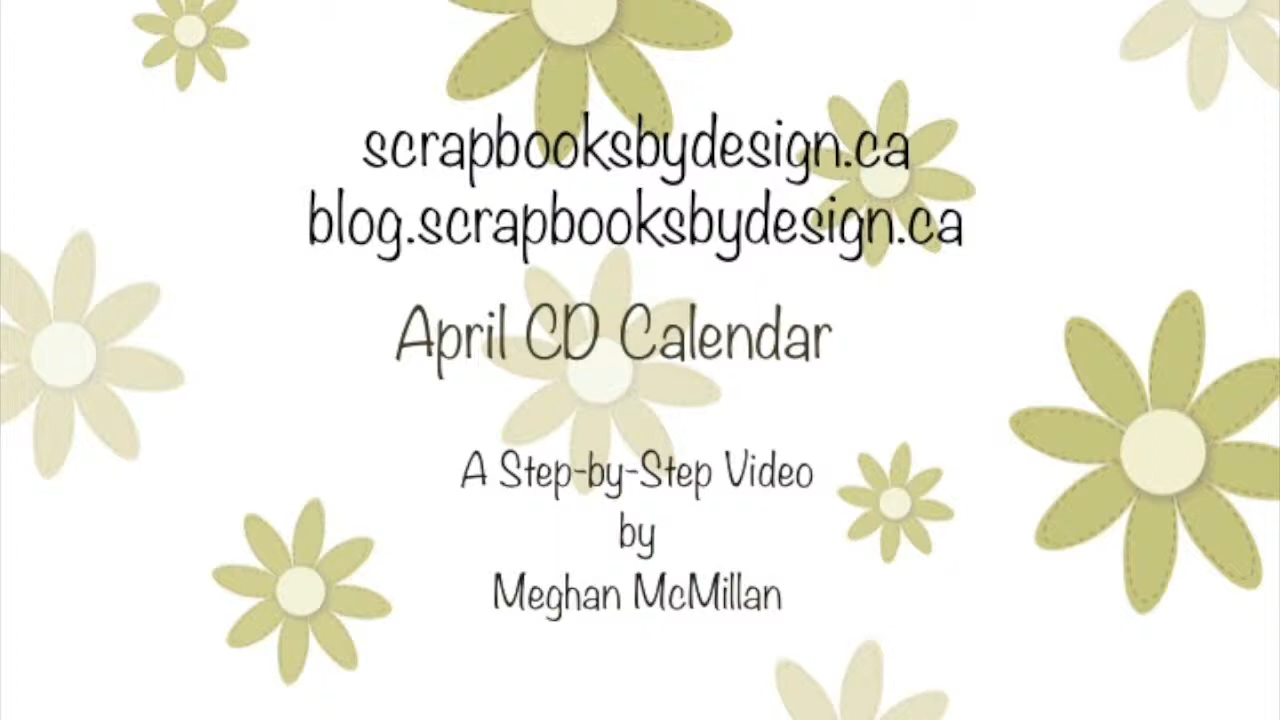 scrapbooksbydesign.ca
blog.scrapbooksbydesign.ca
April CD Calendar
A Step-by-Step Video
by
Meghan McMillan